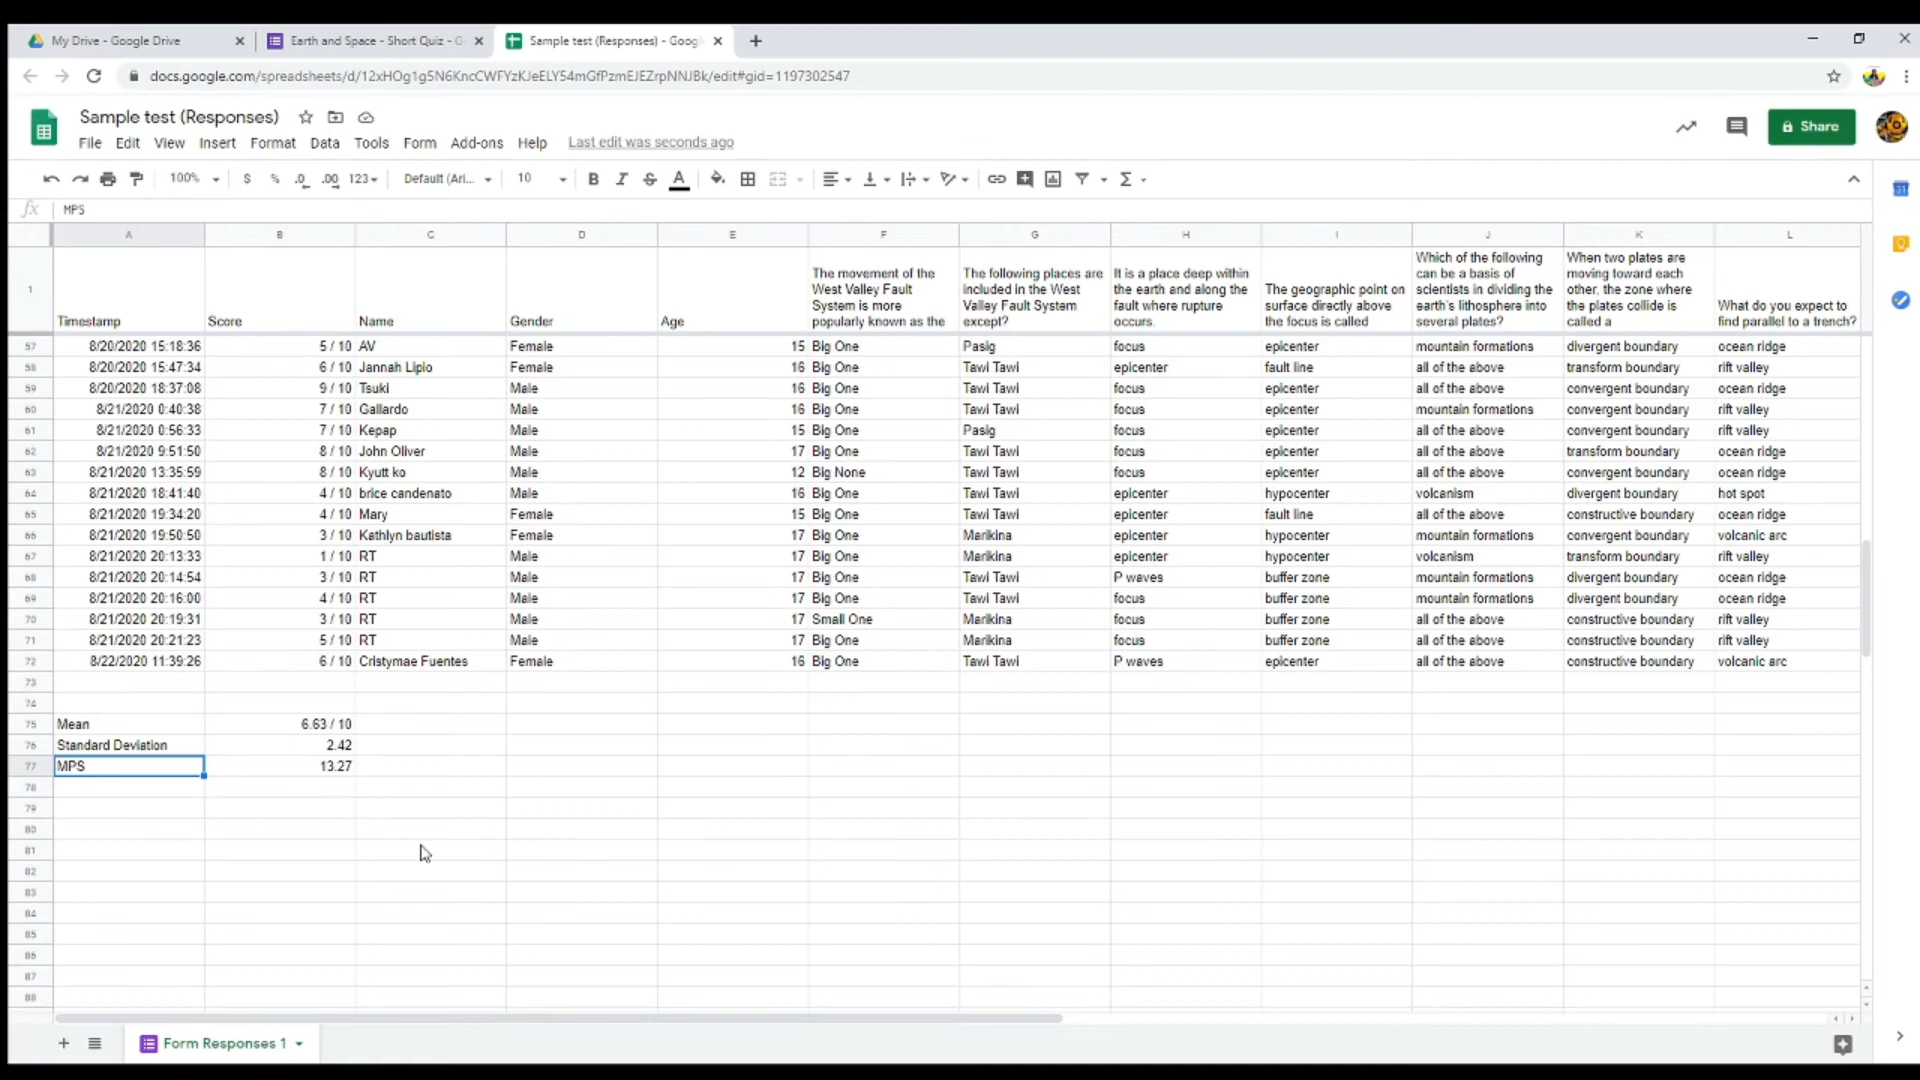 My Drive - Google Drive
Earth and Space - Short Quiz - G
Sample test (Responses) - Goog
docs.google.com/spreadsheets/d/12xHOg1g5N6KncCWFYzKJeELY54mGfPzmEJEZrpNNJBk/edit#gid=1197302547
Sample test (Responses)
File Edit View Insert Format Data Tools Form Add-ons Help Last edit was seconds ago
Share
100% $ % .0 .00 123 Default (Ari... 10 B I S A Σ
fx MPS
A B C D E F G H I J K L
1 Timestamp Score Name Gender Age
The movement of the
West Valley Fault
System is more
popularly known as the
The following places are
included in the West
Valley Fault System
except?
It is a place deep within
the earth and along the
fault where rupture
occurs.
The geographic point on
surface directly above
the focus is called
Which of the following
can be a basis of
scientists in dividing the
earth's lithosphere into
several plates?
When two plates are
moving toward each
other, the zone where
the plates collide is
called a
What do you expect to
find parallel to a trench?
57 8/20/2020 15:18:36 5 / 10 AV Female 15 Big One Pasig focus epicenter mountain formations divergent boundary ocean ridge
58 8/20/2020 15:47:34 6 / 10 Jannah Lipio Female 16 Big One Tawi Tawi epicenter fault line all of the above transform boundary rift valley
59 8/20/2020 18:37:08 9 / 10 Tsuki Male 16 Big One Tawi Tawi focus epicenter all of the above convergent boundary ocean ridge
60 8/21/2020 0:40:38 7 / 10 Gallardo Male 16 Big One Tawi Tawi focus epicenter mountain formations convergent boundary rift valley
61 8/21/2020 0:56:33 7 / 10 Kepap Male 15 Big One Pasig focus epicenter all of the above convergent boundary rift valley
62 8/21/2020 9:51:50 8 / 10 John Oliver Male 17 Big One Tawi Tawi focus epicenter all of the above transform boundary ocean ridge
63 8/21/2020 13:35:59 8 / 10 Kyutt ko Male 12 Big None Tawi Tawi focus epicenter all of the above convergent boundary ocean ridge
64 8/21/2020 18:41:40 4 / 10 brice candenato Male 16 Big One Tawi Tawi epicenter hypocenter volcanism divergent boundary hot spot
65 8/21/2020 19:34:20 4 / 10 Mary Female 15 Big One Tawi Tawi epicenter fault line all of the above constructive boundary ocean ridge
66 8/21/2020 19:50:50 3 / 10 Kathlyn bautista Female 17 Big One Marikina epicenter hypocenter mountain formations convergent boundary volcanic arc
67 8/21/2020 20:13:33 1 / 10 RT Male 17 Big One Marikina epicenter hypocenter volcanism transform boundary rift valley
68 8/21/2020 20:14:54 3 / 10 RT Male 17 Big One Tawi Tawi P waves buffer zone mountain formations divergent boundary ocean ridge
69 8/21/2020 20:16:00 4 / 10 RT Male 17 Big One Tawi Tawi focus buffer zone mountain formations divergent boundary ocean ridge
70 8/21/2020 20:19:31 3 / 10 RT Male 17 Small One Marikina focus buffer zone all of the above constructive boundary rift valley
71 8/21/2020 20:21:23 5 / 10 RT Male 17 Big One Marikina focus buffer zone all of the above constructive boundary rift valley
72 8/22/2020 11:39:26 6 / 10 Cristymae Fuentes Female 16 Big One Tawi Tawi P waves epicenter all of the above constructive boundary volcanic arc
73
74
75 Mean 6.63 / 10
76 Standard Deviation 2.42
77 MPS 13.27
78
79
80
81
82
83
84
85
86
87
88
Form Responses 1
31